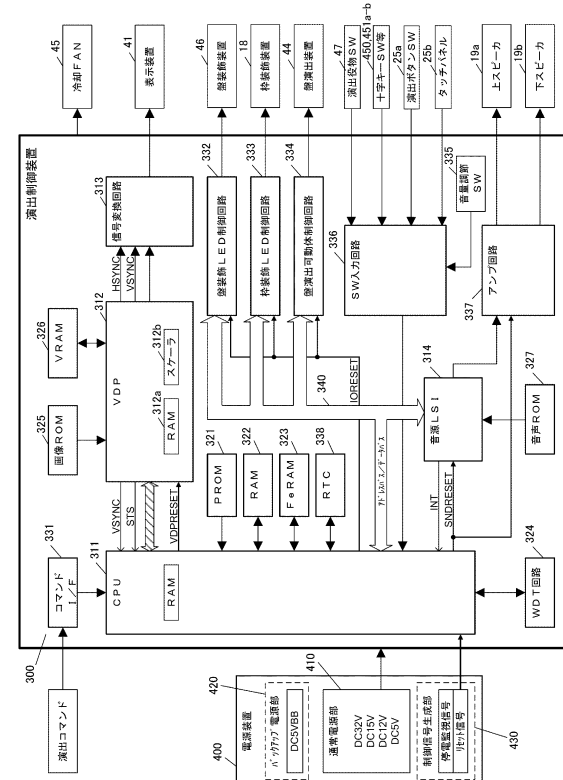 45
冷却FAN
41
表示装置
46
盤装飾装置
18
枠装飾装置
44
盤演出装置
47
演出役物SW
450,451a-b
十字キーSW等
25a
演出ボタンSW
25b
タッチパネル
19a
上スピーカ
19b
下スピーカ
演出制御装置
313
信号変換回路
332
盤装飾LED制御回路
333
枠装飾LED制御回路
334
盤演出可動体制御回路
335
音量調節
SW
336
SW入力回路
337
アンプ回路
HSYNC
VSYNC
312
VDP
312a
RAM
312b
スケーラ
326
VRAM
325
画像ROM
IORESET
340
314
音源LSI
327
音声ROM
VSYNC
STS
VDPRESET
321
PROM
322
RAM
323
FeRAM
338
RTC
アドレスバス/データバス
INT
SNDRESET
331
コマンド
I/F
311
CPU
RAM
324
WDT回路
300
演出コマンド
400
電源装置
420
バックアップ電源部
DC5VBB
410
通常電源部
DC32V
DC15V
DC12V
DC5V
制御信号生成部
停電監視信号
リセット信号
430